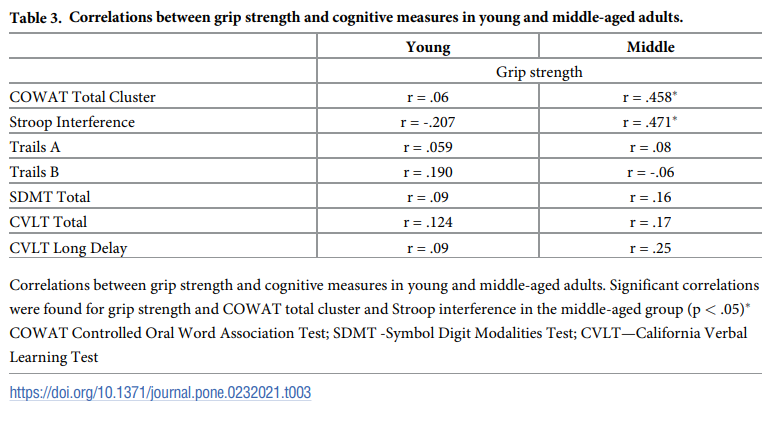 Table 3. Correlations between grip strength and cognitive measures in young and middle-aged adults.
Young Middle
Grip strength
COWAT Total Cluster r = .06 r = .458*
Stroop Interference r = -.207 r = .471*
Trails A r = .059 r = .08
Trails B r = .190 r = -.06
SDMT Total r = .09 r = .16
CVLT Total r = .124 r = .17
CVLT Long Delay r = .09 r = .25
Correlations between grip strength and cognitive measures in young and middle-aged adults. Significant correlations
were found for grip strength and COWAT total cluster and Stroop interference in the middle-aged group (p < .05)*
COWAT Controlled Oral Word Association Test; SDMT -Symbol Digit Modalities Test; CVLT—California Verbal
Learning Test
https://doi.org/10.1371/journal.pone.0232021.t003